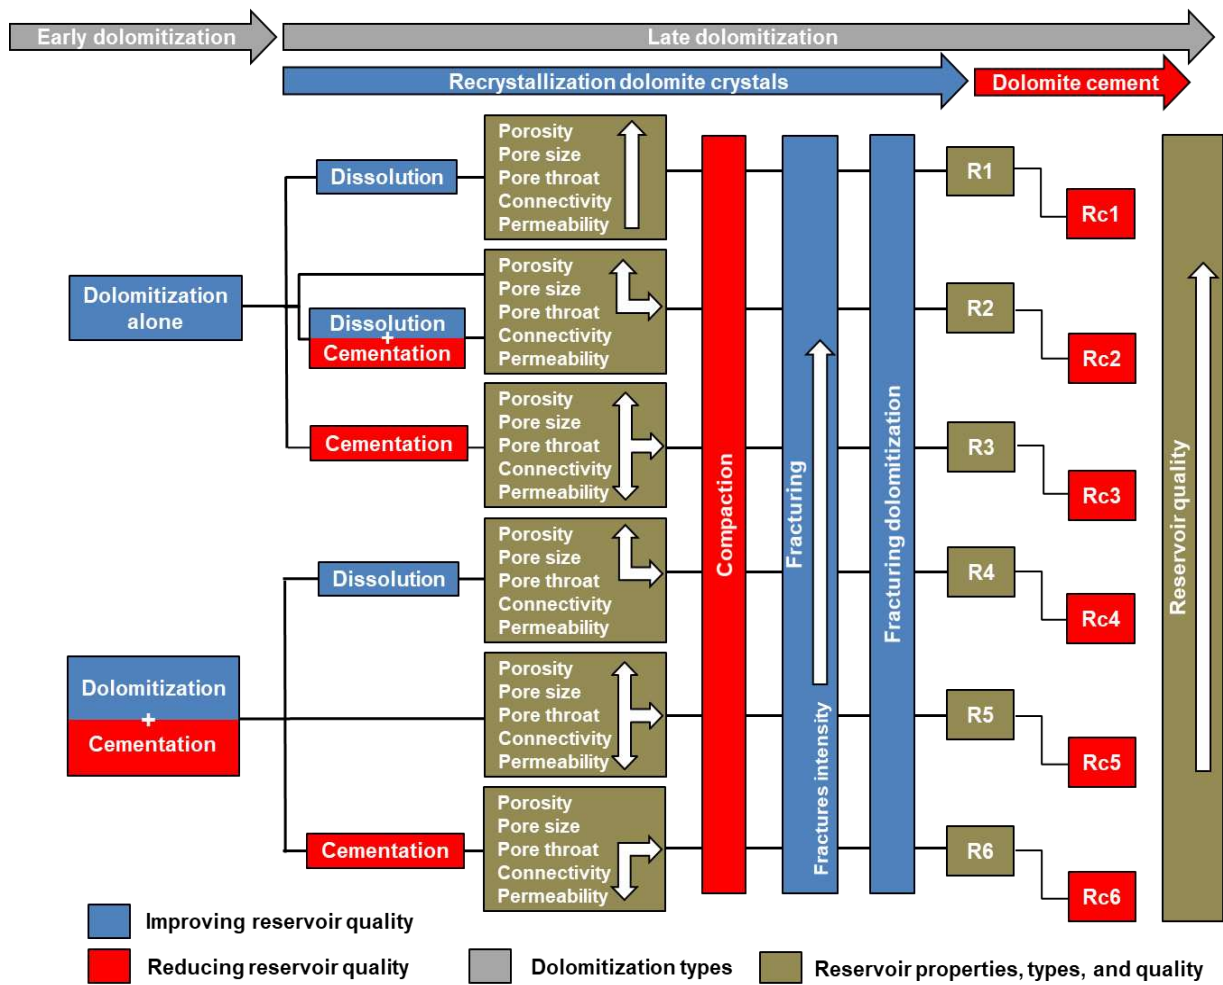 Early dolomitization
Late dolomitization
Recrystallization dolomite crystals
Dolomite cement
Dolomitization
alone
Dissolution
Porosity
Pore size
Pore throat
Connectivity
Permeability
Dissolution
+
Cementation
Porosity
Pore size
Pore throat
Connectivity
Permeability
Cementation
Porosity
Pore size
Pore throat
Connectivity
Permeability
Dolomitization
+
Cementation
Dissolution
Porosity
Pore size
Pore throat
Connectivity
Permeability
Porosity
Pore size
Pore throat
Connectivity
Permeability
Cementation
Porosity
Pore size
Pore throat
Connectivity
Permeability
Compaction
Fracturing
Fractures intensity
Fracturing dolomitization
R1
Rc1
R2
Rc2
R3
Rc3
R4
Rc4
R5
Rc5
R6
Rc6
Reservoir quality
Improving reservoir quality
Reducing reservoir quality
Dolomitization types
Reservoir properties, types, and quality